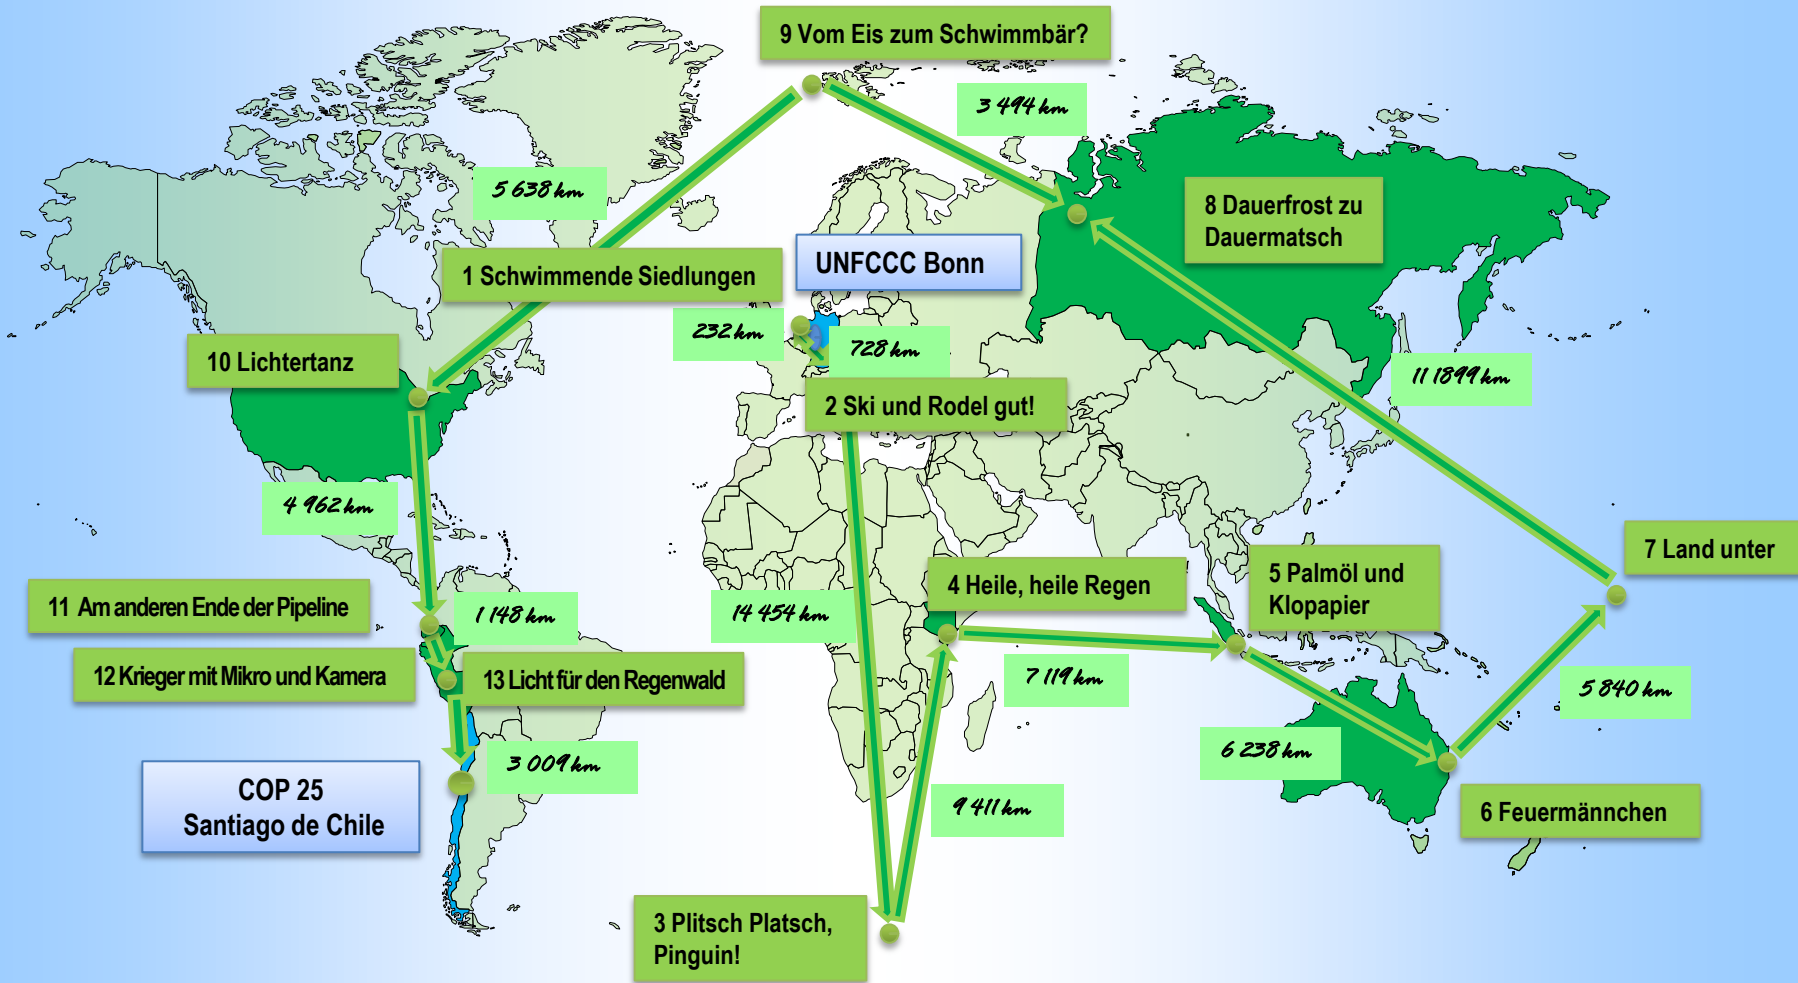 9 Vom Eis zum Schwimmbär?
3 494 km
5 638 km
8 Dauerfrost zu
Dauermatsch
1 Schwimmende Siedlungen
UNFCCC Bonn
232 km
728 km
10 Lichtertanz
11 1899 km
2 Ski und Rodel gut!
4 962 km
7 Land unter
4 Heile, heile Regen
5 Palmöl und
Klopapier
11 Am anderen Ende der Pipeline
1 148 km
14 454 km
12 Krieger mit Mikro und Kamera
13 Licht für den Regenwald
7 119 km
5 840 km
6 238 km
3 009 km
COP 25
Santiago de Chile
9 411 km
6 Feuermännchen
3 Plitsch Platsch,
Pinguin!